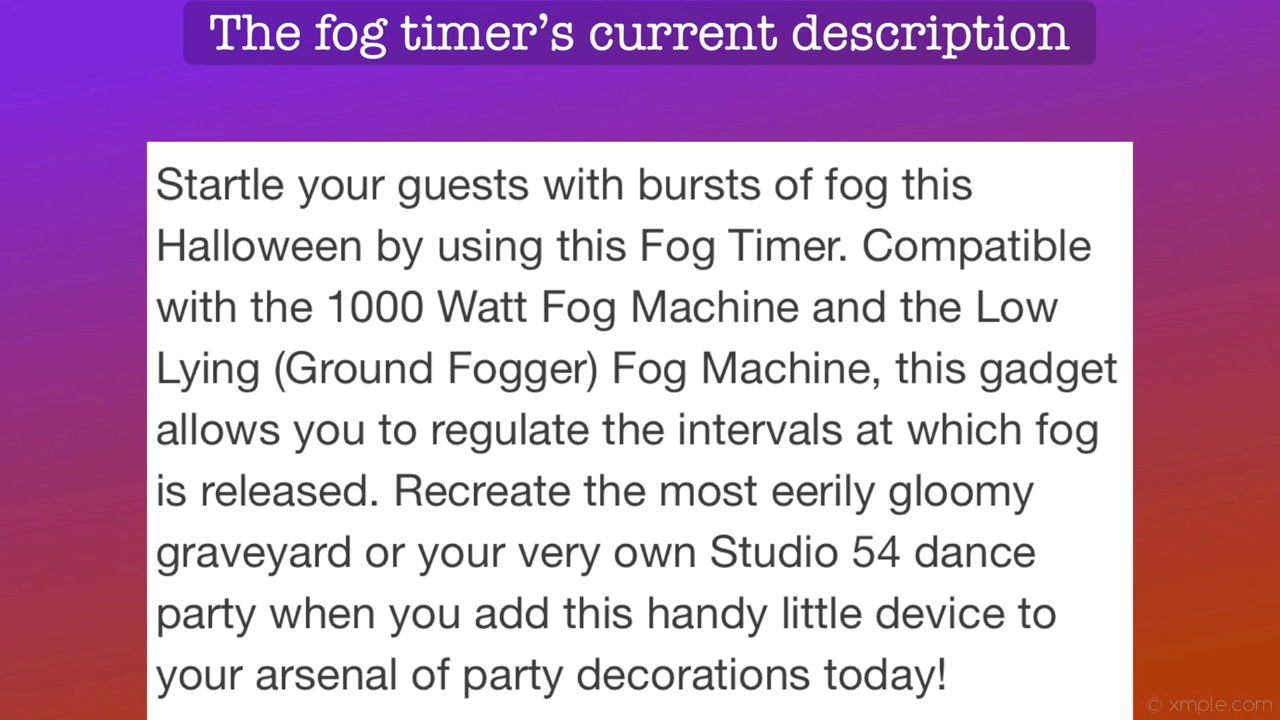 The fog timer’s current description
Startle your guests with bursts of fog this
Halloween by using this Fog Timer. Compatible
with the 1000 Watt Fog Machine and the Low
Lying (Ground Fogger) Fog Machine, this gadget
allows you to regulate the intervals at which fog
is released. Recreate the most eerily gloomy
graveyard or your very own Studio 54 dance
party when you add this handy little device to
your arsenal of party decorations today!
© xmple.com